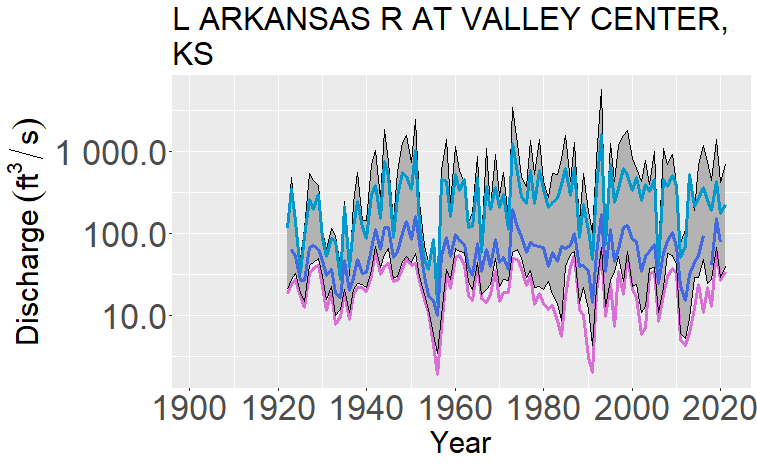 L ARKANSAS R AT VALLEY CENTER,
KS
Discharge (ft³/s)
1 000.0
100.0
10.0
1900 1920 1940 1960 1980 2000 2020
Year